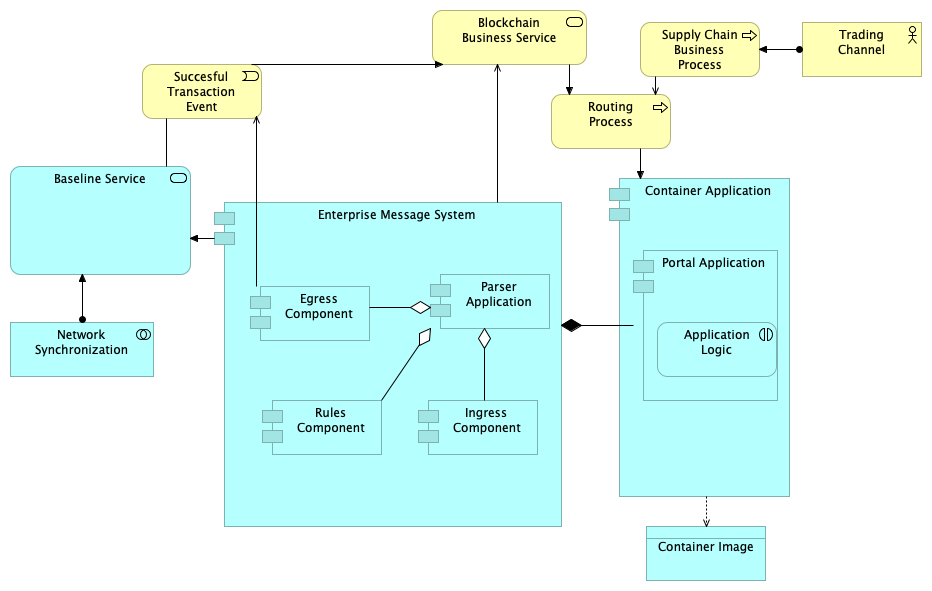 Blockchain
Business Service
Supply Chain
Business
Process
Trading
Channel
Succesful
Transaction
Event
Routing
Process
Baseline Service
Enterprise Message System
Container Application
Portal Application
Egress
Component
Parser
Application
Network
Synchronization
Application
Logic
Rules
Component
Ingress
Component
Container Image